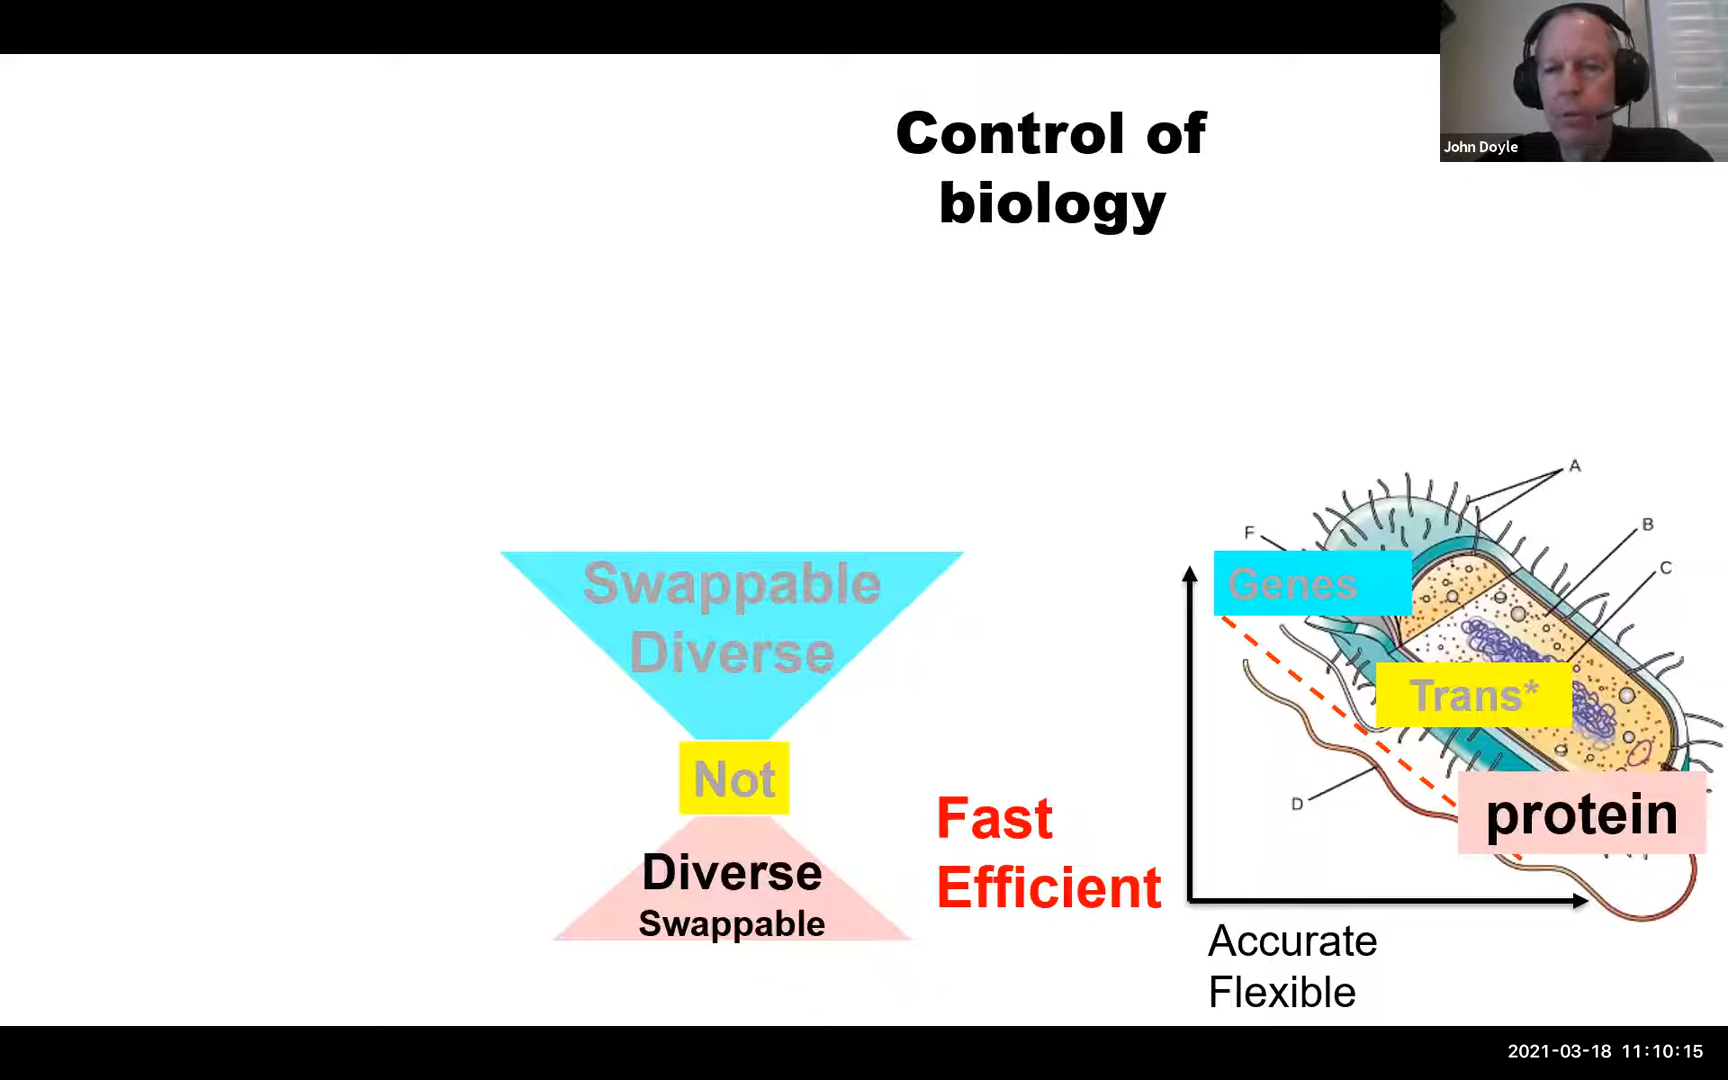 John Doyle
Control of
biology
Swappable
Diverse
Not
Diverse
Swappable
Fast
Efficient
A
B
F
C
Genes
Trans*
D
protein
Accurate
Flexible
2021-03-18 11:10:15